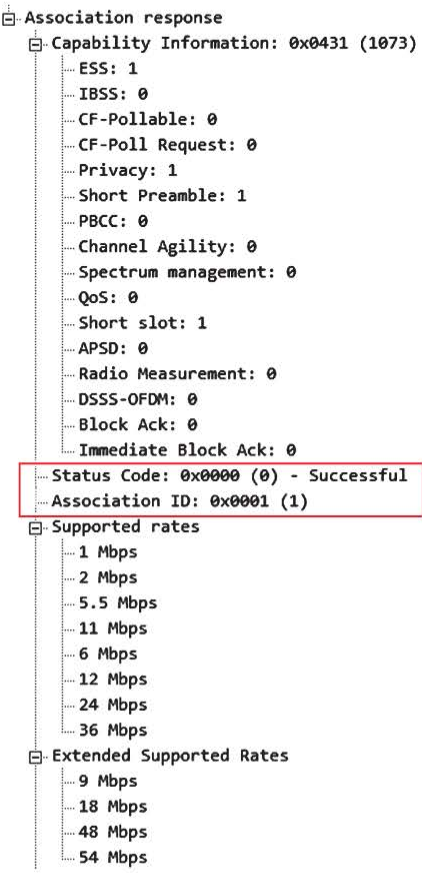 Association response
Capability Information: 0x0431 (1073)
ESS: 1
IBSS: 0
CF-Pollable: 0
CF-Poll Request: 0
Privacy: 1
Short Preamble: 1
PBCC: 0
Channel Agility: 0
Spectrum management: 0
QoS: 0
Short slot: 1
APSD: 0
Radio Measurement: 0
DSSS-OFDM: 0
Block Ack: 0
Immediate Block Ack: 0
Status Code: 0x0000 (0) - Successful
Association ID: 0x0001 (1)
Supported rates
1 Mbps
2 Mbps
5.5 Mbps
11 Mbps
6 Mbps
12 Mbps
24 Mbps
36 Mbps
Extended Supported Rates
9 Mbps
18 Mbps
48 Mbps
54 Mbps